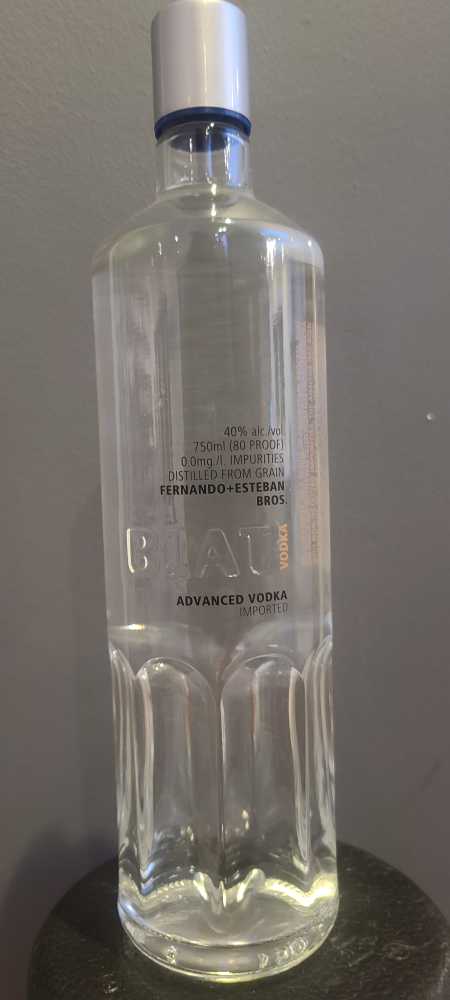 40% alc./vol.
750ml (80 PROOF)
0.0mg./l. IMPURITIES
DISTILLED FROM GRAIN
FERNANDO+ESTEBAN
BROS.
BLAT
VODKA
ADVANCED VODKA
IMPORTED